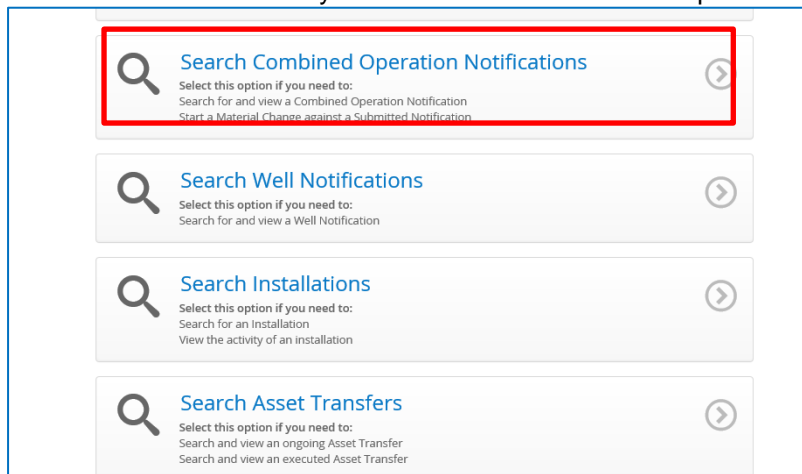 Search Combined Operation Notifications
Select this option if you need to:
Search for and view a Combined Operation Notification
Start a Material Change against a Submitted Notification
Search Well Notifications
Select this option if you need to:
Search for and view a Well Notification
Search Installations
Select this option if you need to:
Search for an Installation
View the activity of an installation
Search Asset Transfers
Select this option if you need to:
Search and view an ongoing Asset Transfer
Search and view an executed Asset Transfer